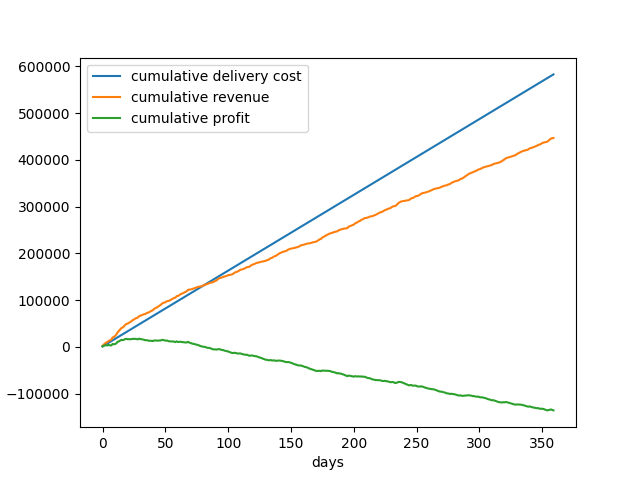 cumulative delivery cost
cumulative revenue
cumulative profit
600000
500000
400000
300000
200000
100000
0
−100000
0 50 100 150 200 250 300 350
days